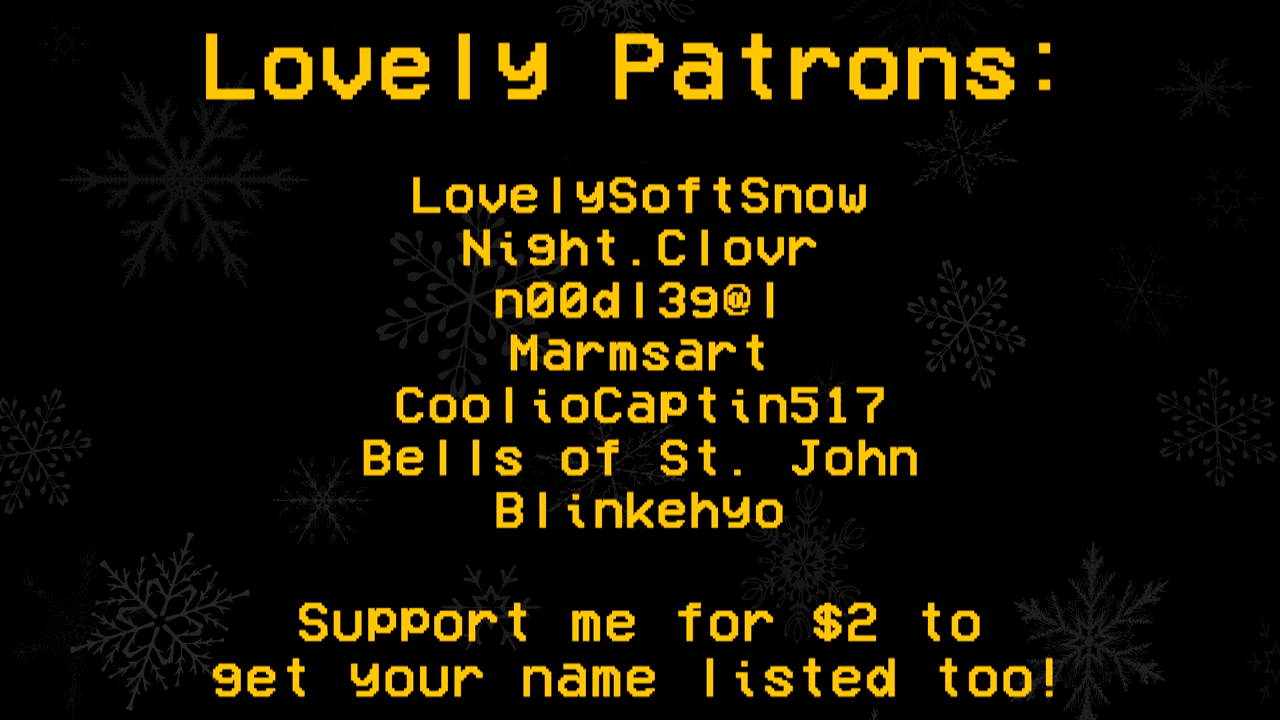 Lovely Patrons:
LovelySoftSnow
Night.Clovr
n00dl39@l
Marmsart
CoolioCaptin517
Bells of St. John
Blinkehyo
Support me for $2 to
get your name listed too!